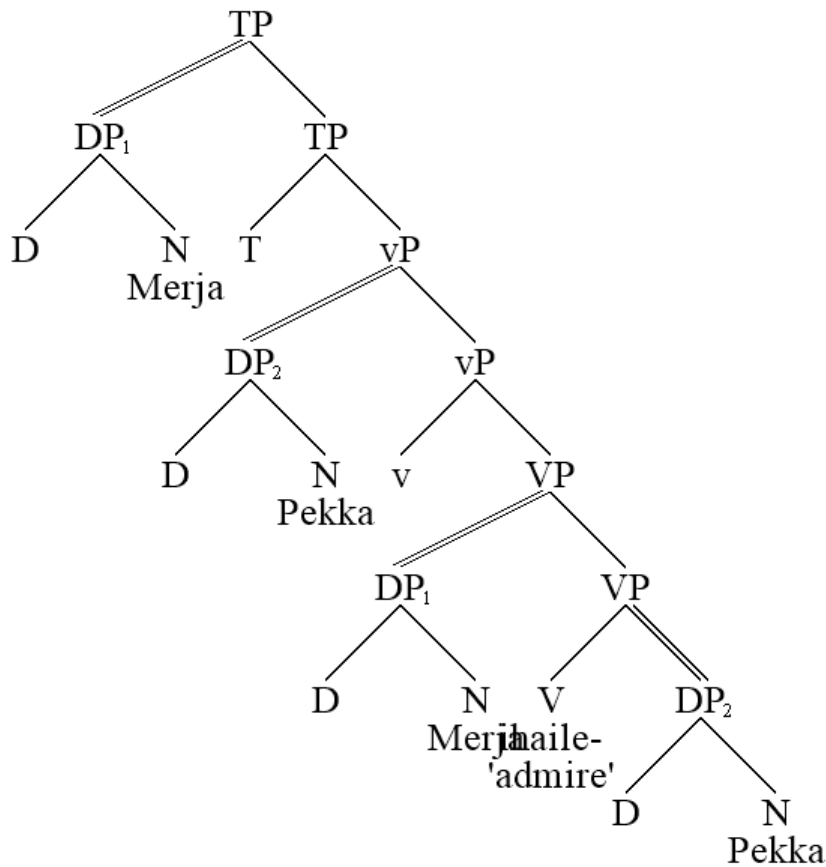 TP
DP₁ TP
D N T vP
Merja
DP₂ vP
D N v VP
Pekka
DP₁ VP
D N V DP₂
Merja ihaile-
'admire'
D N
Pekka